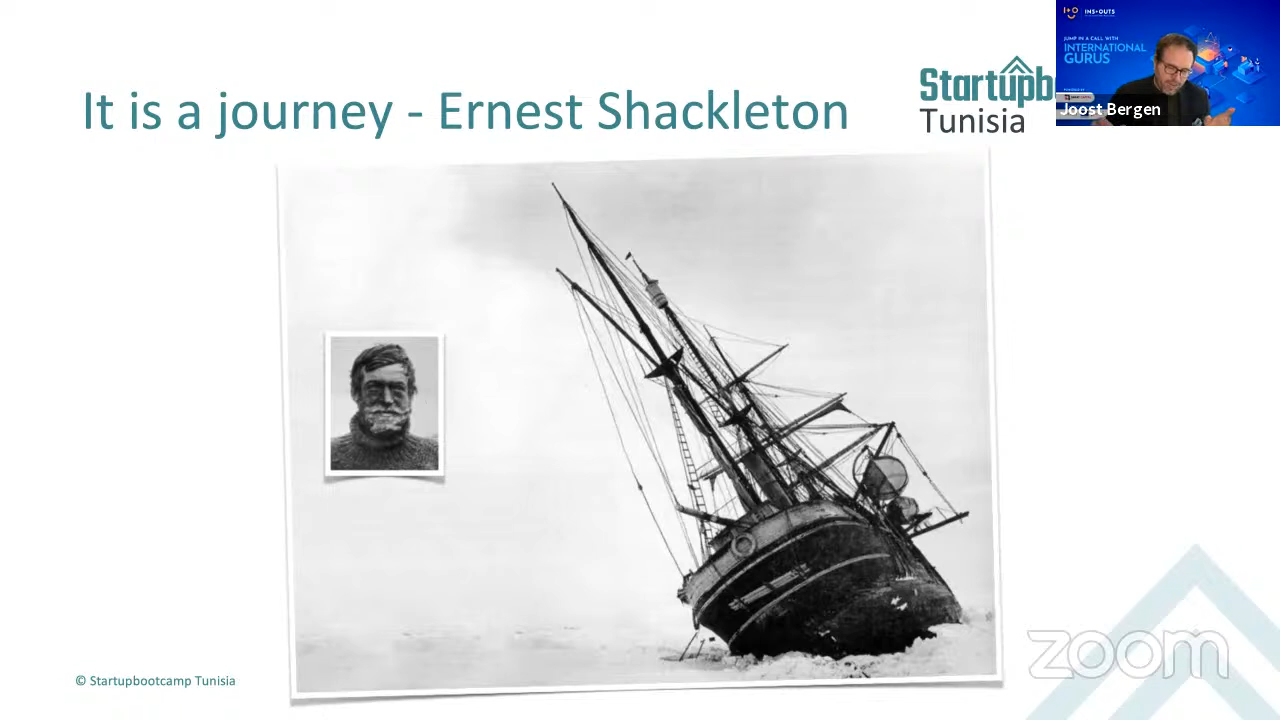 It is a journey - Ernest Shackleton
Startupb
Tunisia
INS+OUTS
JUMP IN A CALL WITH
INTERNATIONAL
GURUS
Joost Bergen
© Startupbootcamp Tunisia
zoom